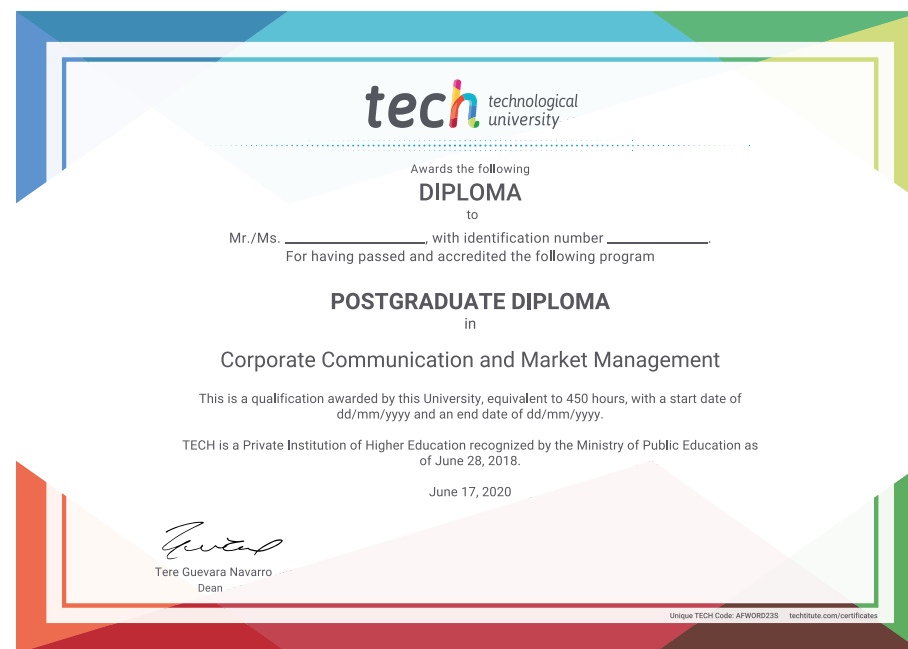 tech technological
university
Awards the following
DIPLOMA
to
Mr./Ms. ____________________, with identification number ______________.
For having passed and accredited the following program
POSTGRADUATE DIPLOMA
in
Corporate Communication and Market Management
This is a qualification awarded by this University, equivalent to 450 hours, with a start date of
dd/mm/yyyy and an end date of dd/mm/yyyy.
TECH is a Private Institution of Higher Education recognized by the Ministry of Public Education as
of June 28, 2018.
June 17, 2020
Tere Guevara Navarro
Dean
Unique TECH Code: AFWORD23S techtitute.com/certificates